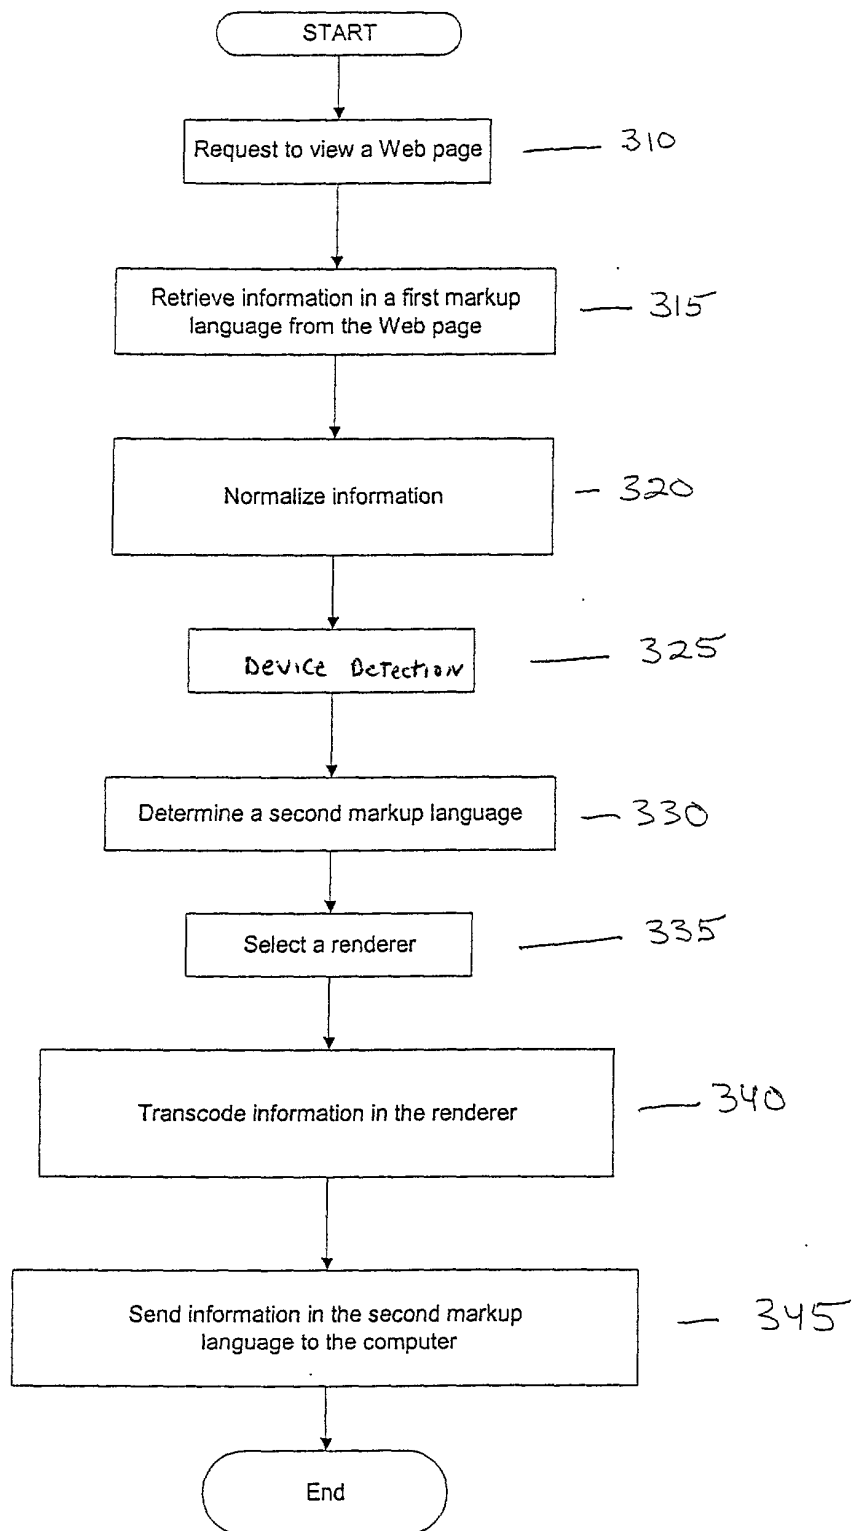 START
Request to view a Web page 310
Retrieve information in a first markup
language from the Web page 315
Normalize information 320
DEVICE DETECTION 325
Determine a second markup language 330
Select a renderer 335
Transcode information in the renderer 340
Send information in the second markup
language to the computer 345
End